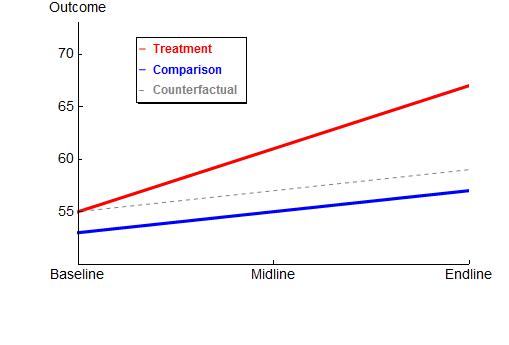 Outcome
70
Treatment
Comparison
Counterfactual
65
60
55
Baseline Midline Endline